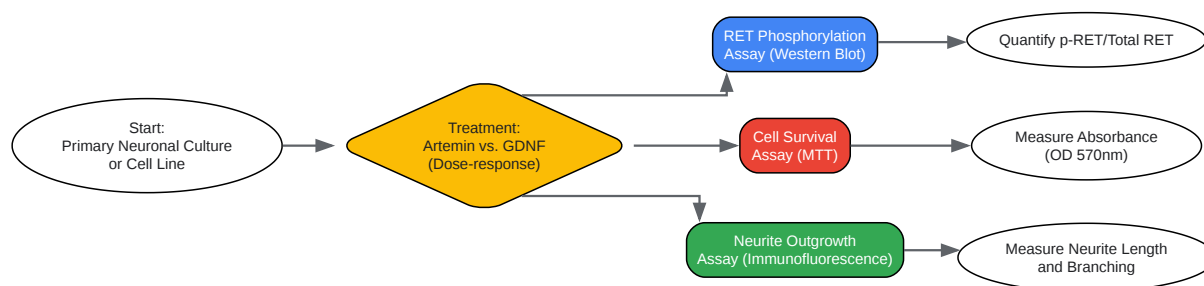 Start:
Primary Neuronal Culture
or Cell Line
Treatment:
Artemin vs. GDNF
(Dose-response)
RET Phosphorylation
Assay (Western Blot)
Quantify p-RET/Total RET
Cell Survival
Assay (MTT)
Measure Absorbance
(OD 570nm)
Neurite Outgrowth
Assay (Immunofluorescence)
Measure Neurite Length
and Branching